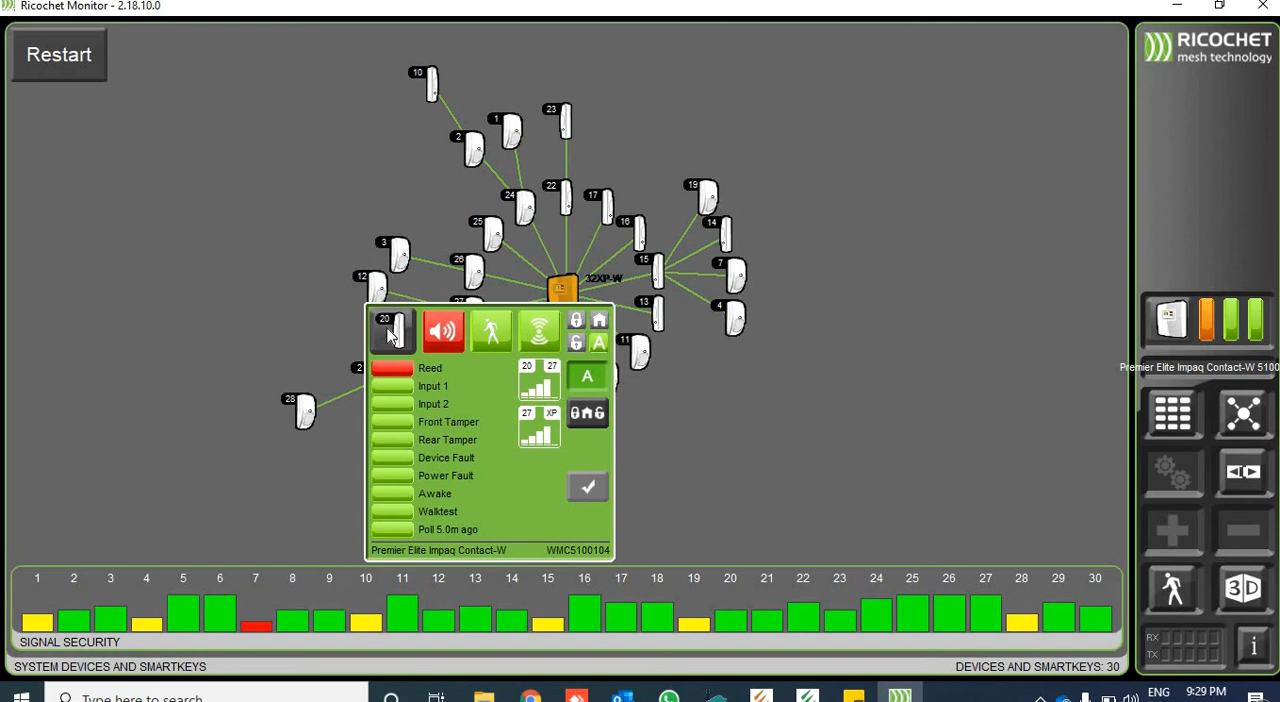 Ricochet Monitor - 2.18.10.0
Restart
RICOCHET
mesh technology
10
23
1
2
22
17
19
24
16
14
25
3
15
7
26
12
32XP-W
13
4
11
28
20
20 27
27 XP
A
A
Reed
Input 1
Input 2
Front Tamper
Rear Tamper
Device Fault
Power Fault
Awake
Walktest
Poll 5.0m ago
Premier Elite Impaq Contact-W WMC5100104
Premier Elite Impaq Contact-W 5100
3D
RX
TX
i
1 2 3 4 5 6 7 8 9 10 11 12 13 14 15 16 17 18 19 20 21 22 23 24 25 26 27 28 29 30
SIGNAL SECURITY
SYSTEM DEVICES AND SMARTKEYS DEVICES AND SMARTKEYS: 30
Type here to search
ENG 9:29 PM